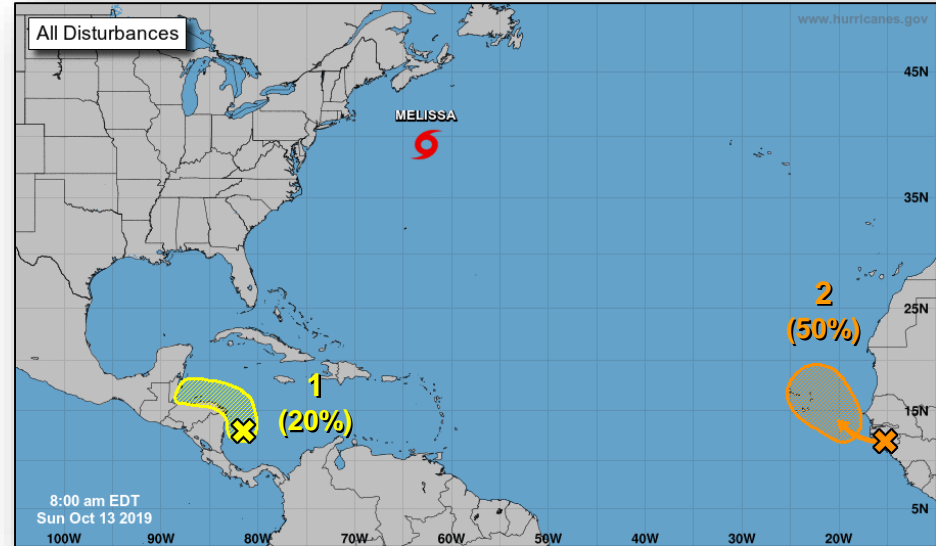 All Disturbances
www.hurricanes.gov
45N
MELISSA
35N
25N
2
(50%)
1
(20%)
15N
8:00 am EDT
Sun Oct 13 2019
5N
100W 90W 80W 70W 60W 50W 40W 30W 20W